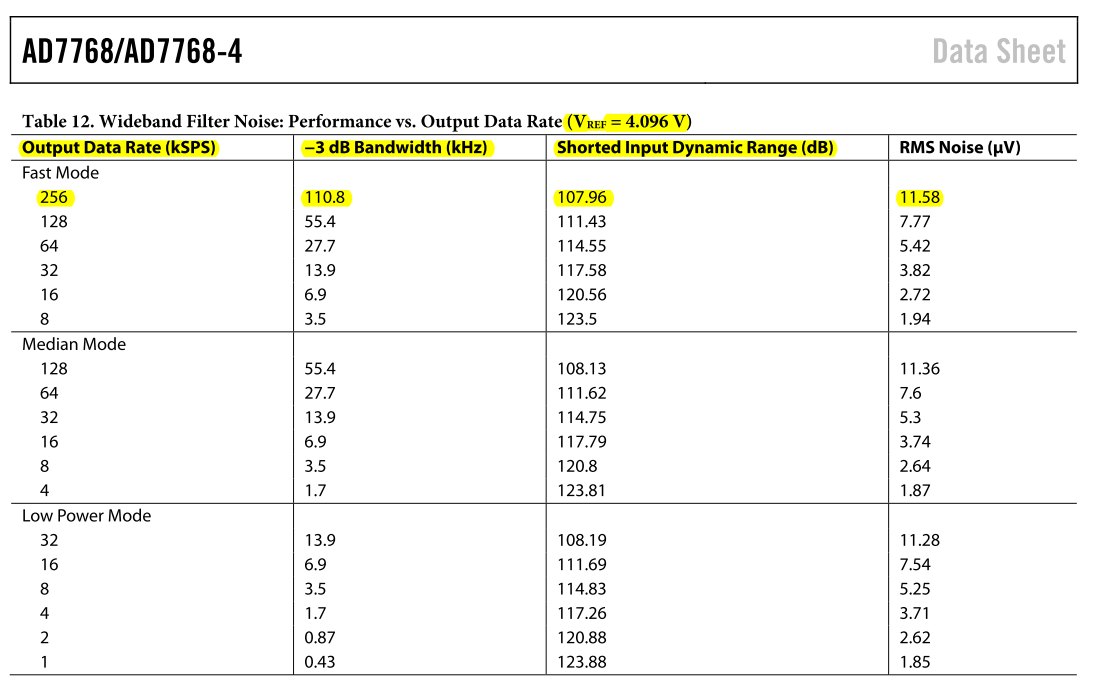 AD7768/AD7768-4 Data Sheet
Table 12. Wideband Filter Noise: Performance vs. Output Data Rate (VREF = 4.096 V)
Output Data Rate (kSPS) −3 dB Bandwidth (kHz) Shorted Input Dynamic Range (dB) RMS Noise (μV)
Fast Mode
256 110.8 107.96 11.58
128 55.4 111.43 7.77
64 27.7 114.55 5.42
32 13.9 117.58 3.82
16 6.9 120.56 2.72
8 3.5 123.5 1.94
Median Mode
128 55.4 108.13 11.36
64 27.7 111.62 7.6
32 13.9 114.75 5.3
16 6.9 117.79 3.74
8 3.5 120.8 2.64
4 1.7 123.81 1.87
Low Power Mode
32 13.9 108.19 11.28
16 6.9 111.69 7.54
8 3.5 114.83 5.25
4 1.7 117.26 3.71
2 0.87 120.88 2.62
1 0.43 123.88 1.85